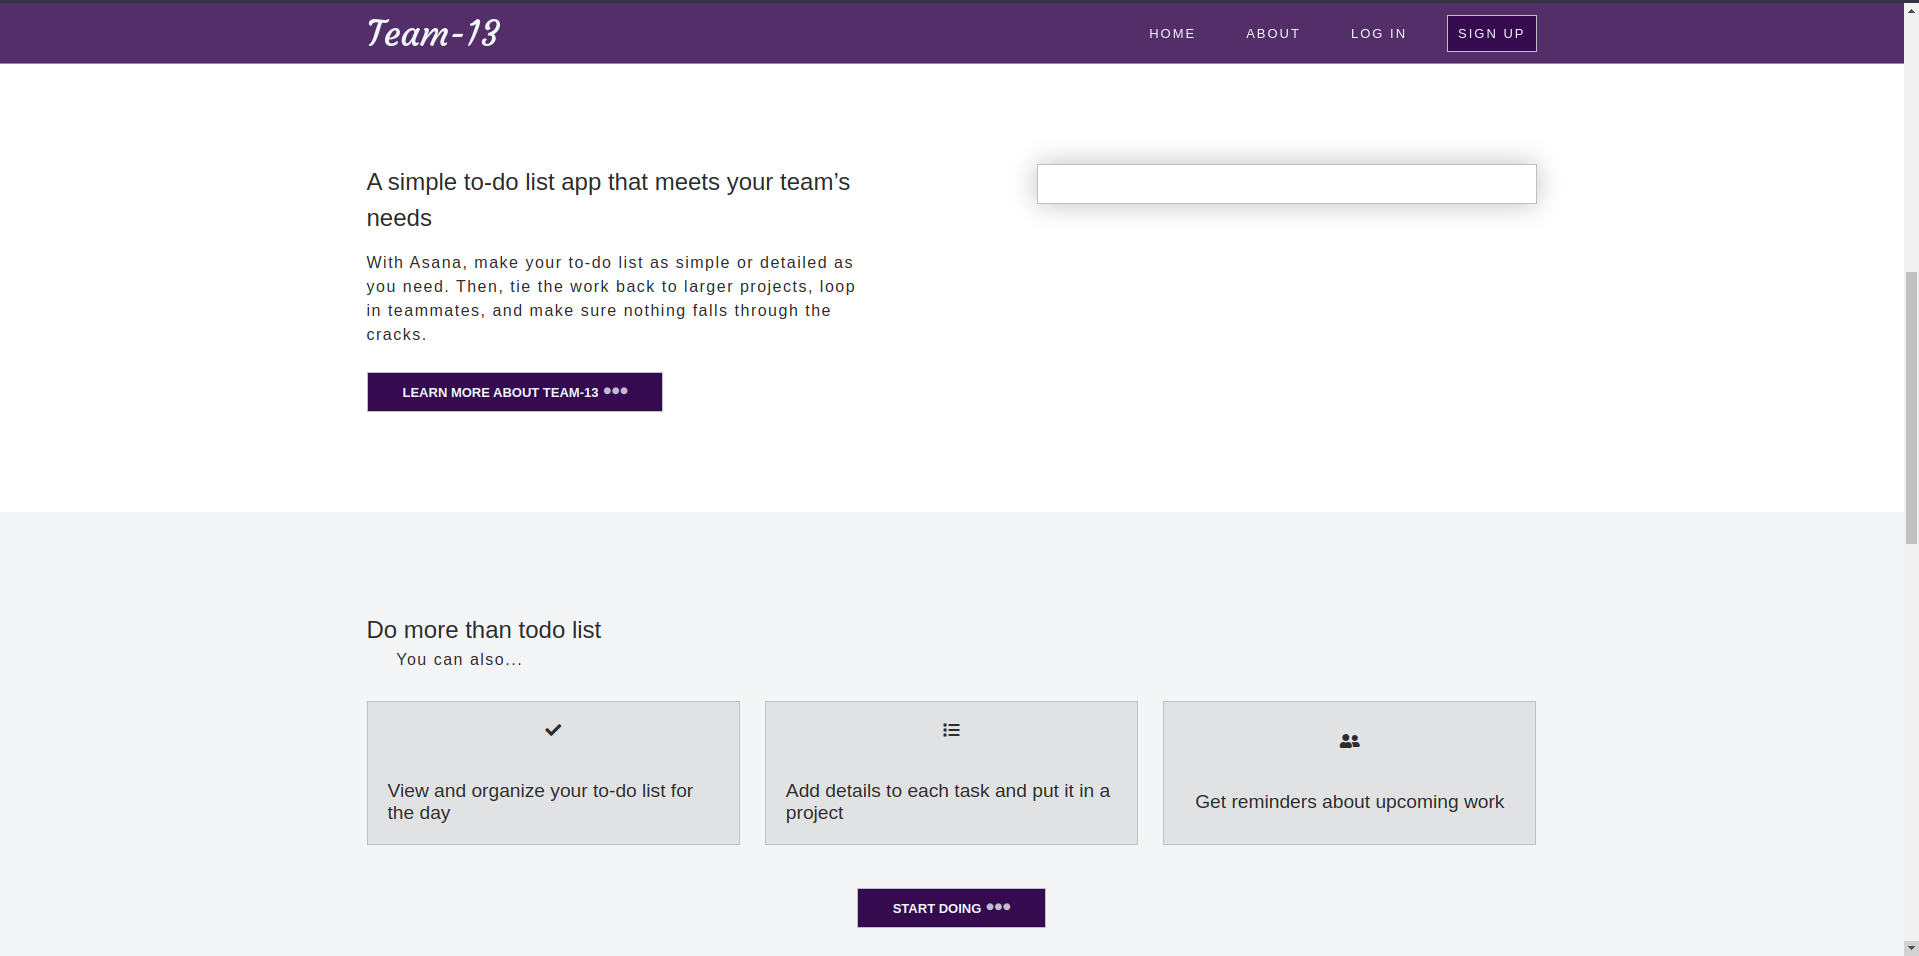 Team-13
HOME
ABOUT
LOG IN
SIGN UP
A simple to-do list app that meets your team’s
needs
With Asana, make your to-do list as simple or detailed as
you need. Then, tie the work back to larger projects, loop
in teammates, and make sure nothing falls through the
cracks.
LEARN MORE ABOUT TEAM-13
Do more than todo list
You can also...
View and organize your to-do list for
the day
Add details to each task and put it in a
project
Get reminders about upcoming work
START DOING